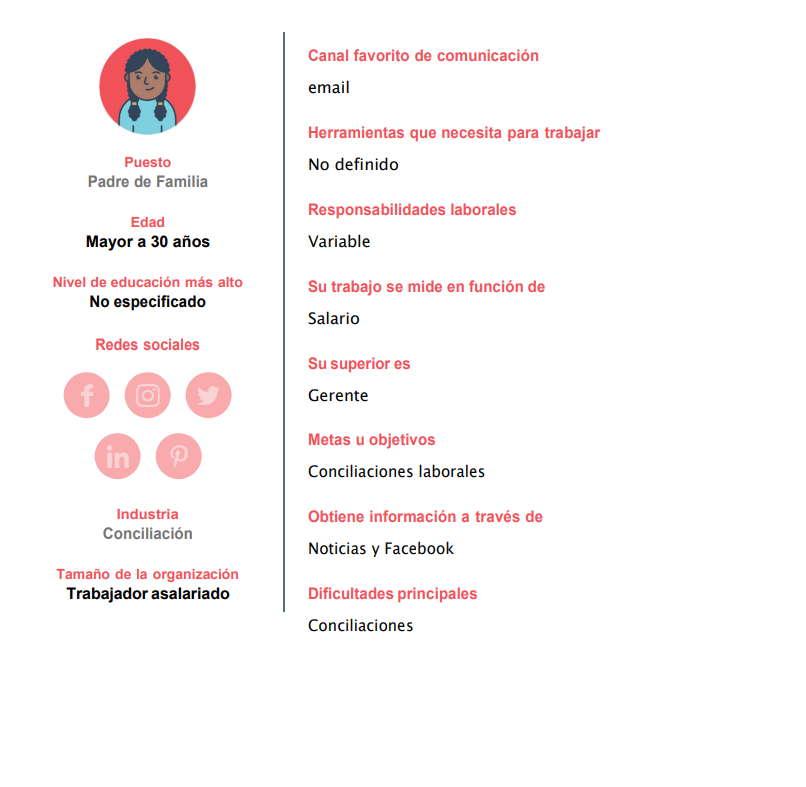 Puesto
Padre de Familia
Edad
Mayor a 30 años
Nivel de educación más alto
No especificado
Redes sociales
Industria
Conciliación
Tamaño de la organización
Trabajador asalariado
Canal favorito de comunicación
email
Herramientas que necesita para trabajar
No definido
Responsabilidades laborales
Variable
Su trabajo se mide en función de
Salario
Su superior es
Gerente
Metas u objetivos
Conciliaciones laborales
Obtiene información a través de
Noticias y Facebook
Dificultades principales
Conciliaciones